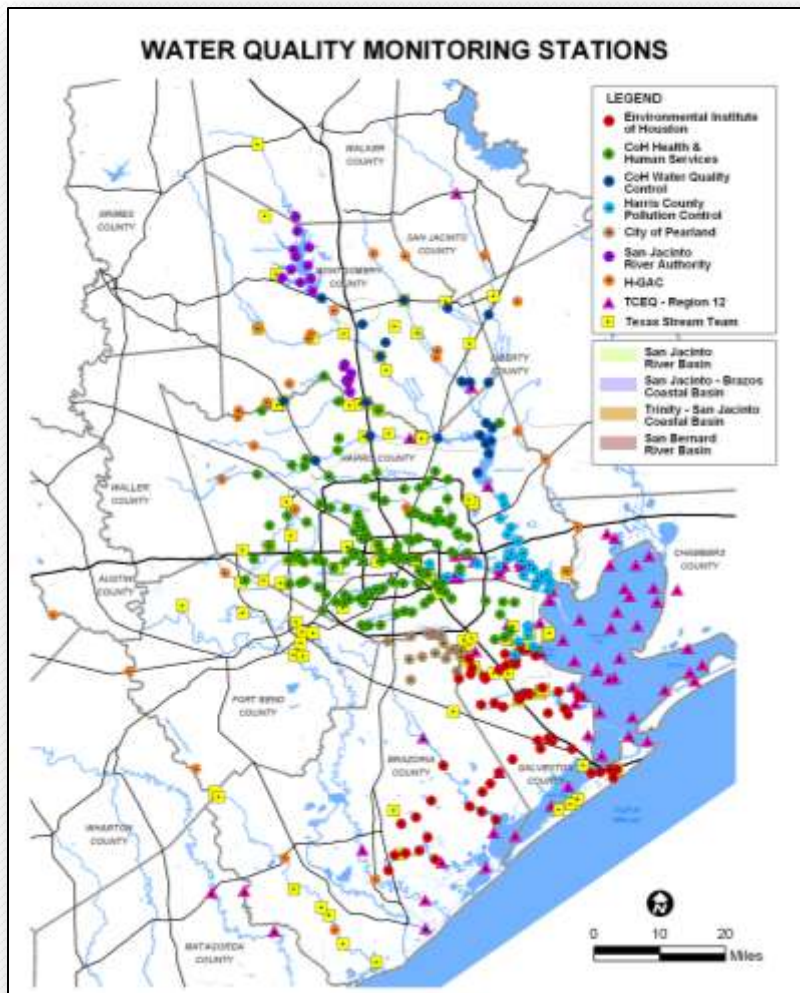 WATER QUALITY MONITORING STATIONS
LEGEND
Environmental Institute
of Houston
CoH Health &
Human Services
CoH Water Quality
Control
Harris County
Pollution Control
City of Pearland
San Jacinto
River Authority
H-GAC
TCEQ - Region 12
Texas Stream Team
San Jacinto
River Basin
San Jacinto - Brazos
Coastal Basin
Trinity - San Jacinto
Coastal Basin
San Bernard
River Basin
WALKER
COUNTY
GRIMES
COUNTY
SAN JACINTO
COUNTY
MONTGOMERY
COUNTY
LIBERTY
COUNTY
HARRIS COUNTY
WALLER
COUNTY
CHAMBERS
COUNTY
AUSTIN
COUNTY
FORT BEND
COUNTY
BRAZORIA
COUNTY
GALVESTON
COUNTY
WHARTON
COUNTY
MATAGORDA
COUNTY
N
0 10 20
Miles